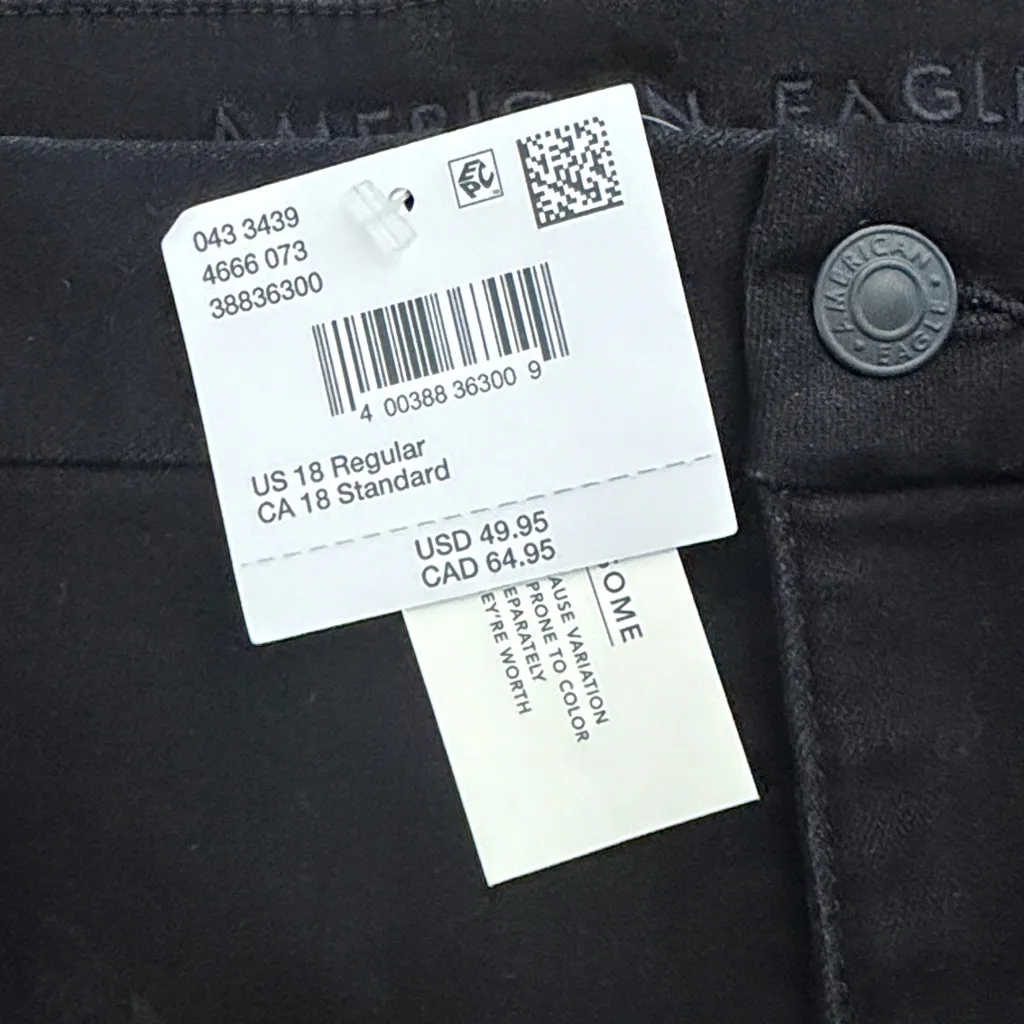 AMERICAN EAGLE
EPC
043 3439
4666 073
38836300
4 00388 36300 9
US 18 Regular
CA 18 Standard
USD 49.95
CAD 64.95
OME
AUSE VARIATION
PRONE TO COLOR
EPARATELY
EY'RE WORTH
AMERICAN
EAGLE